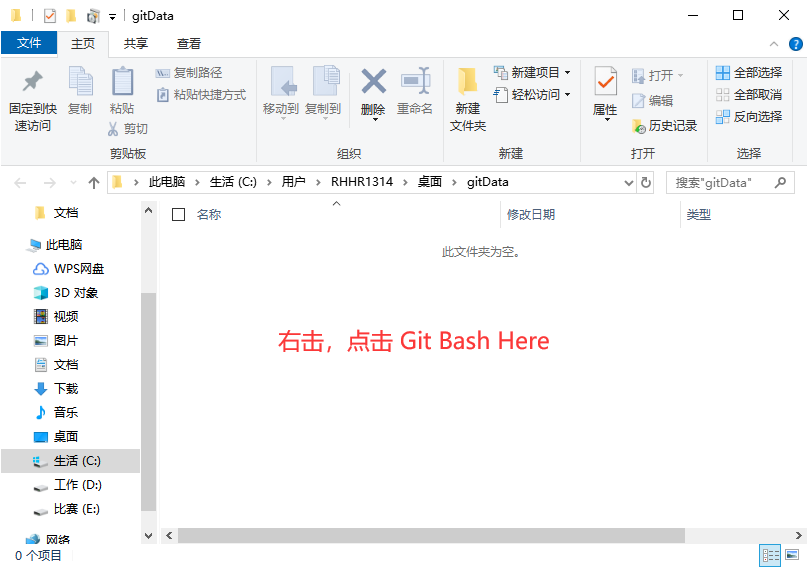 gitData
文件 主页 共享 查看
固定到快速访问
复制
粘贴
复制路径
粘贴快捷方式
剪切
剪贴板
移动到
复制到
删除
重命名
组织
新建文件夹
新建项目
轻松访问
新建
属性
打开
编辑
历史记录
打开
全部选择
全部取消
反向选择
选择
此电脑 › 生活 (C:) › 用户 › RHHR1314 › 桌面 › gitData
搜索"gitData"
文档
此电脑
WPS网盘
3D 对象
视频
图片
文档
下载
音乐
桌面
生活 (C:)
工作 (D:)
比赛 (E:)
网络
名称 修改日期 类型
此文件夹为空。
右击，点击 Git Bash Here
0 个项目